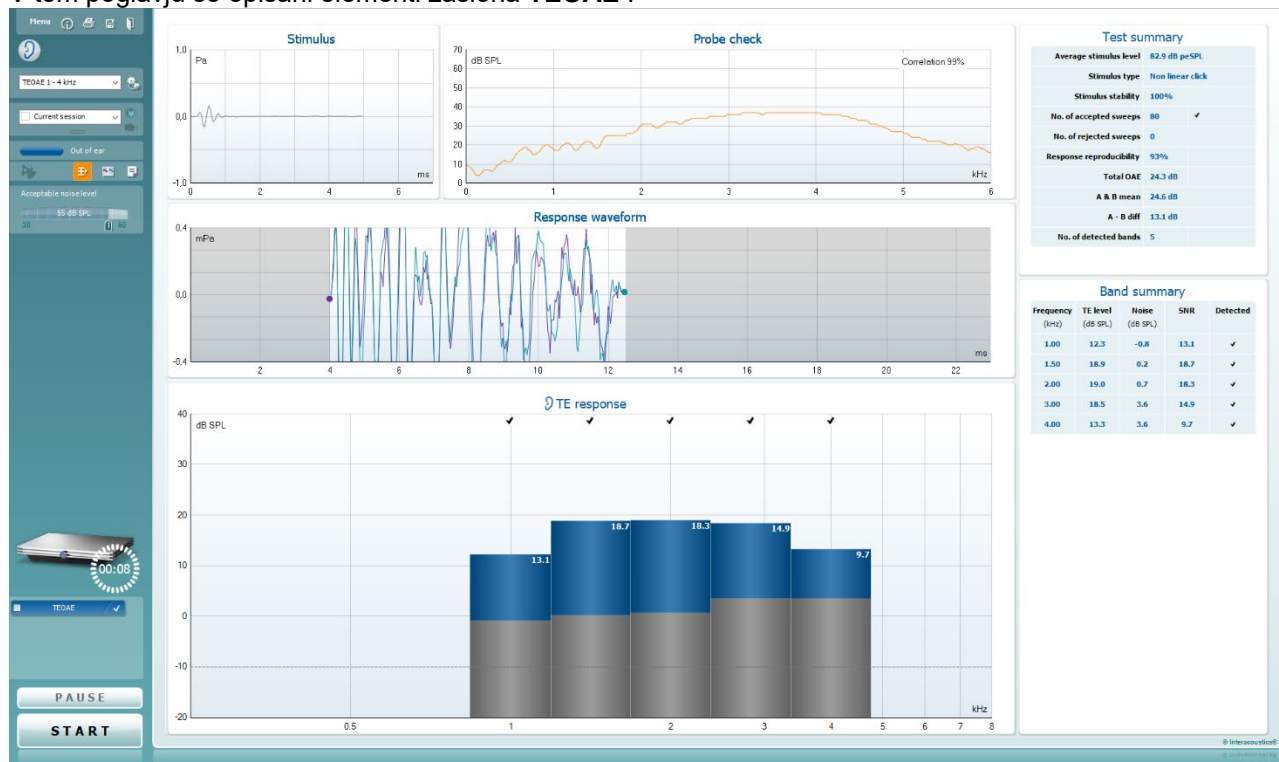 V tem poglavju so opisani elementi zaslona TEOAE .
Menu
TEOAE 1 - 4 kHz
Current session
Out of ear
Acceptable noise level
55 dB SPL
30 60
00:08
TEOAE
PAUSE
START
Stimulus
1,0
Pa
0,0
-1,0
ms
0 2 4 6
Probe check
70
dB SPL
Correlation 99%
60
50
40
30
20
10
0
kHz
0 1 2 3 4 5 6
Response waveform
0.4
mPa
0,0
-0,4
ms
2 4 6 8 10 12 14 16 18 20 22
TE response
40
dB SPL
30
20
18.7 18.3 14.9
13.1 9.7
10
0
-10
-20
kHz
0.5 1 2 3 4 5 6 7 8
Test summary
Average stimulus level 82.9 dB peSPL
Stimulus type Non linear click
Stimulus stability 100%
No. of accepted sweeps 80 ✓
No. of rejected sweeps 0
Response reproducibility 93%
Total OAE 24.3 dB
A & B mean 24.6 dB
A - B diff 13.1 dB
No. of detected bands 5
Band summary
Frequency TE level Noise SNR Detected
(kHz) (dB SPL) (dB SPL)
1.00 12.3 -0.8 13.1 ✓
1.50 18.9 0.2 18.7 ✓
2.00 19.0 0.7 18.3 ✓
3.00 18.5 3.6 14.9 ✓
4.00 13.3 3.6 9.7 ✓
® Interacoustics®